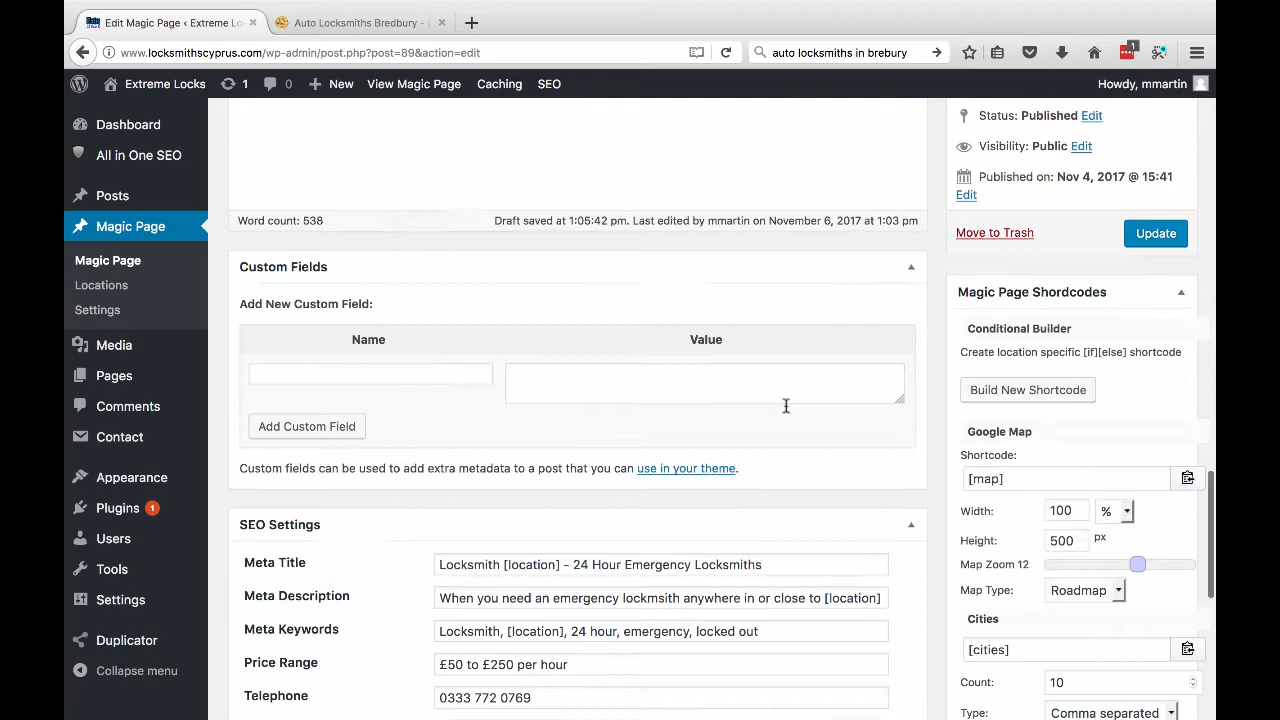 Edit Magic Page ‹ Extreme Lo
Auto Locksmiths Bredbury - L
www.locksmithscyprus.com/wp-admin/post.php?post=89&action=edit
auto locksmiths in brebury
1
Extreme Locks
1
0
New
View Magic Page
Caching
SEO
Howdy, mmartin
Dashboard
All in One SEO
Posts
Magic Page
Magic Page
Locations
Settings
Media
Pages
Comments
Contact
Appearance
Plugins 1
Users
Tools
Settings
Duplicator
Collapse menu
Word count: 538
Draft saved at 1:05:42 pm. Last edited by mmartin on November 6, 2017 at 1:03 pm
Custom Fields
Add New Custom Field:
Name
Value
Add Custom Field
Custom fields can be used to add extra metadata to a post that you can use in your theme.
SEO Settings
Meta Title
Locksmith [location] - 24 Hour Emergency Locksmiths
Meta Description
When you need an emergency lockmsith anywhere in or close to [location]
Meta Keywords
Locksmith, [location], 24 hour, emergency, locked out
Price Range
£50 to £250 per hour
Telephone
0333 772 0769
Status: Published Edit
Visibility: Public Edit
Published on: Nov 4, 2017 @ 15:41
Edit
Move to Trash
Update
Magic Page Shordcodes
Conditional Builder
Create location specific [if][else] shortcode
Build New Shortcode
Google Map
Shortcode:
[map]
Width:
100
%
Height:
500
px
Map Zoom 12
Map Type:
Roadmap
Cities
[cities]
Count:
10
Type:
Comma separated